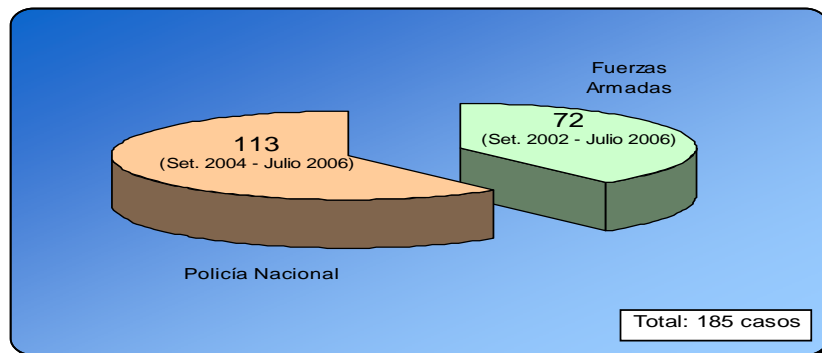 Fuerzas
Armadas
72
(Set. 2002 - Julio 2006)
113
(Set. 2004 - Julio 2006)
Policía Nacional
Total: 185 casos